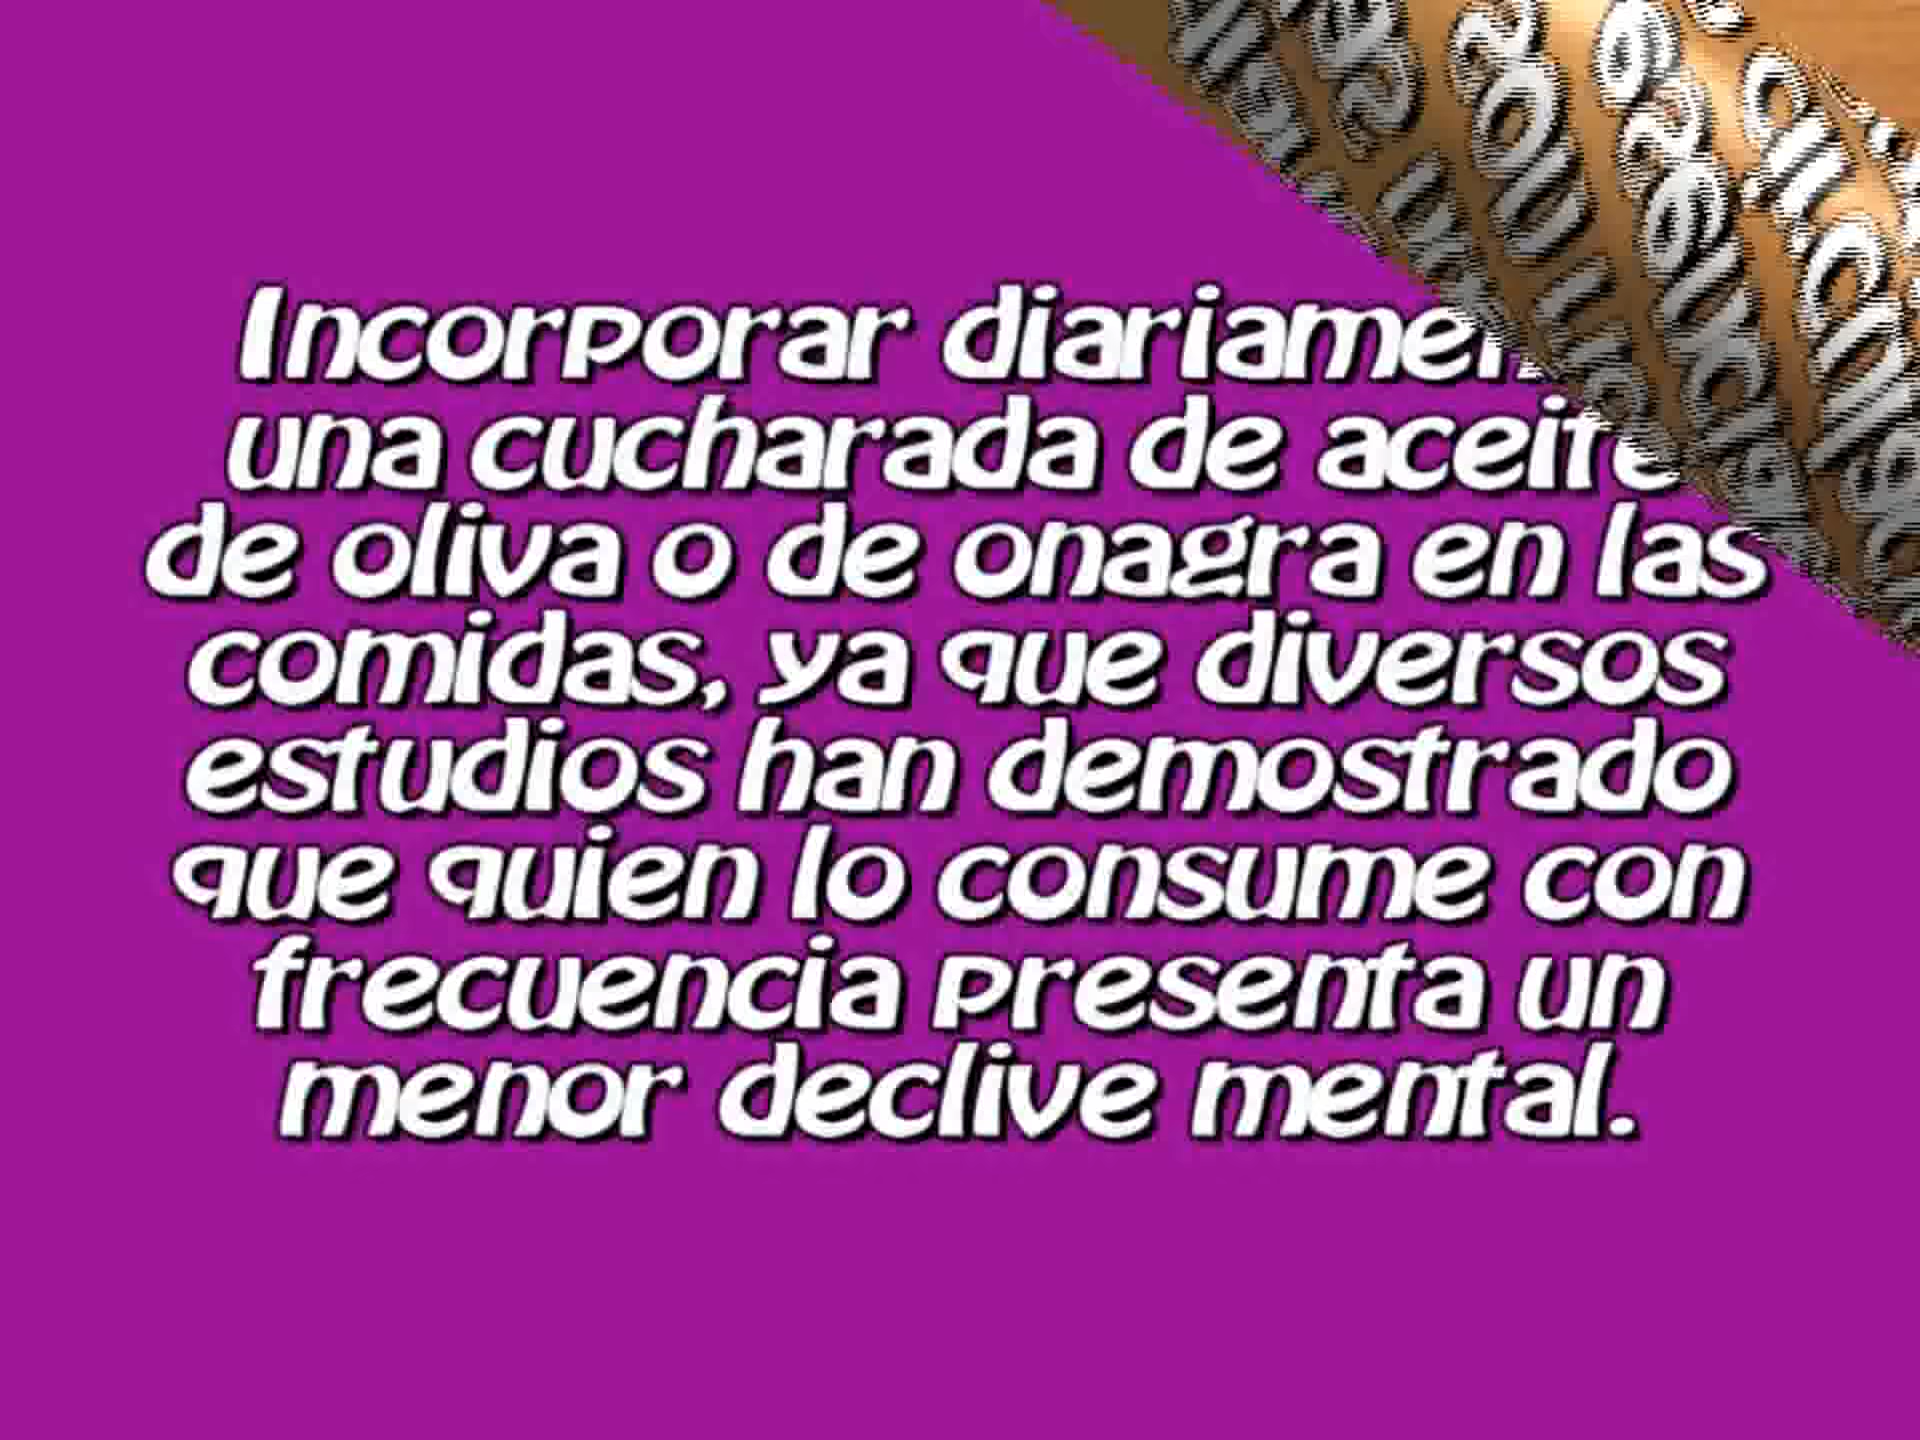 Incorporar diariamen
una cucharada de aceite
de oliva o de onagra en las
comidas, ya que diversos
estudios han demostrado
que quien lo consume con
frecuencia presenta un
menor declive mental.